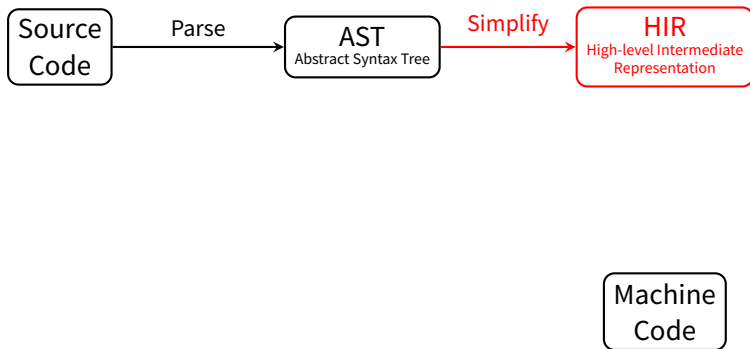 Source
Code
Parse
AST
Abstract Syntax Tree
Simplify
HIR
High-level Intermediate
Representation
Machine
Code